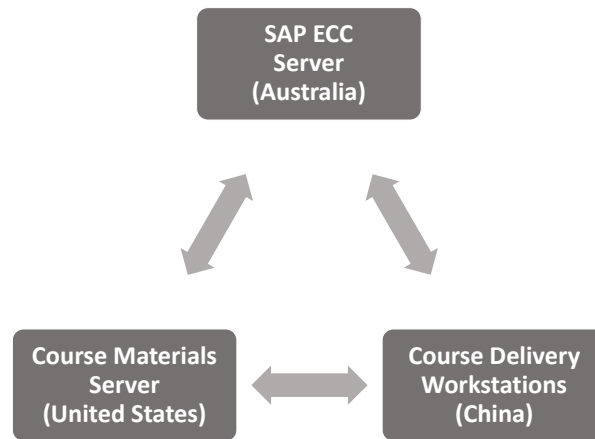 SAP ECC
Server
(Australia)
Course Materials
Server
(United States)
Course Delivery
Workstations
(China)